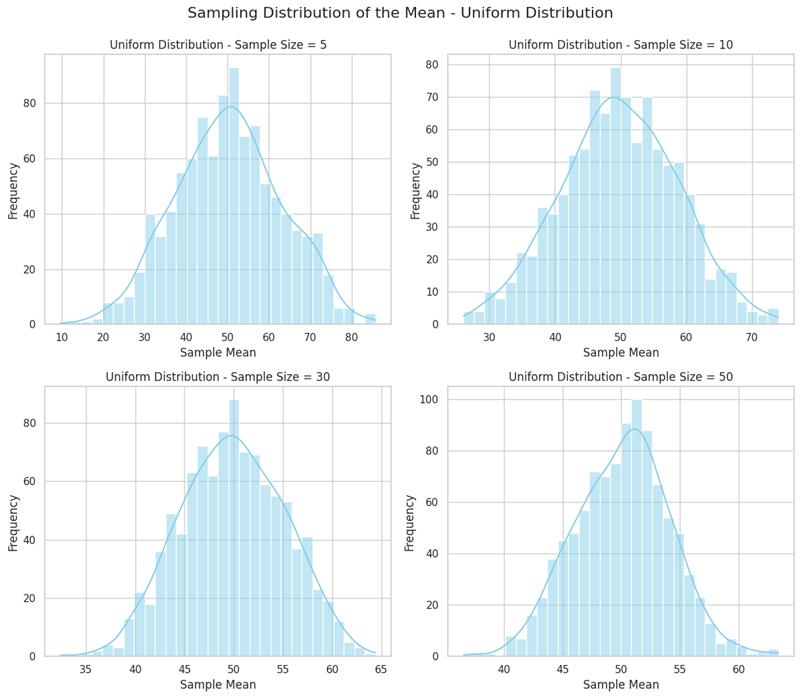 Sampling Distribution of the Mean - Uniform Distribution
Uniform Distribution - Sample Size = 5
80
60
40
20
0
Frequency
10 20 30 40 50 60 70 80
Sample Mean
Uniform Distribution - Sample Size = 10
80
70
60
50
40
30
20
10
0
Frequency
30 40 50 60 70
Sample Mean
Uniform Distribution - Sample Size = 30
80
60
40
20
0
Frequency
35 40 45 50 55 60 65
Sample Mean
Uniform Distribution - Sample Size = 50
100
80
60
40
20
0
Frequency
40 45 50 55 60
Sample Mean